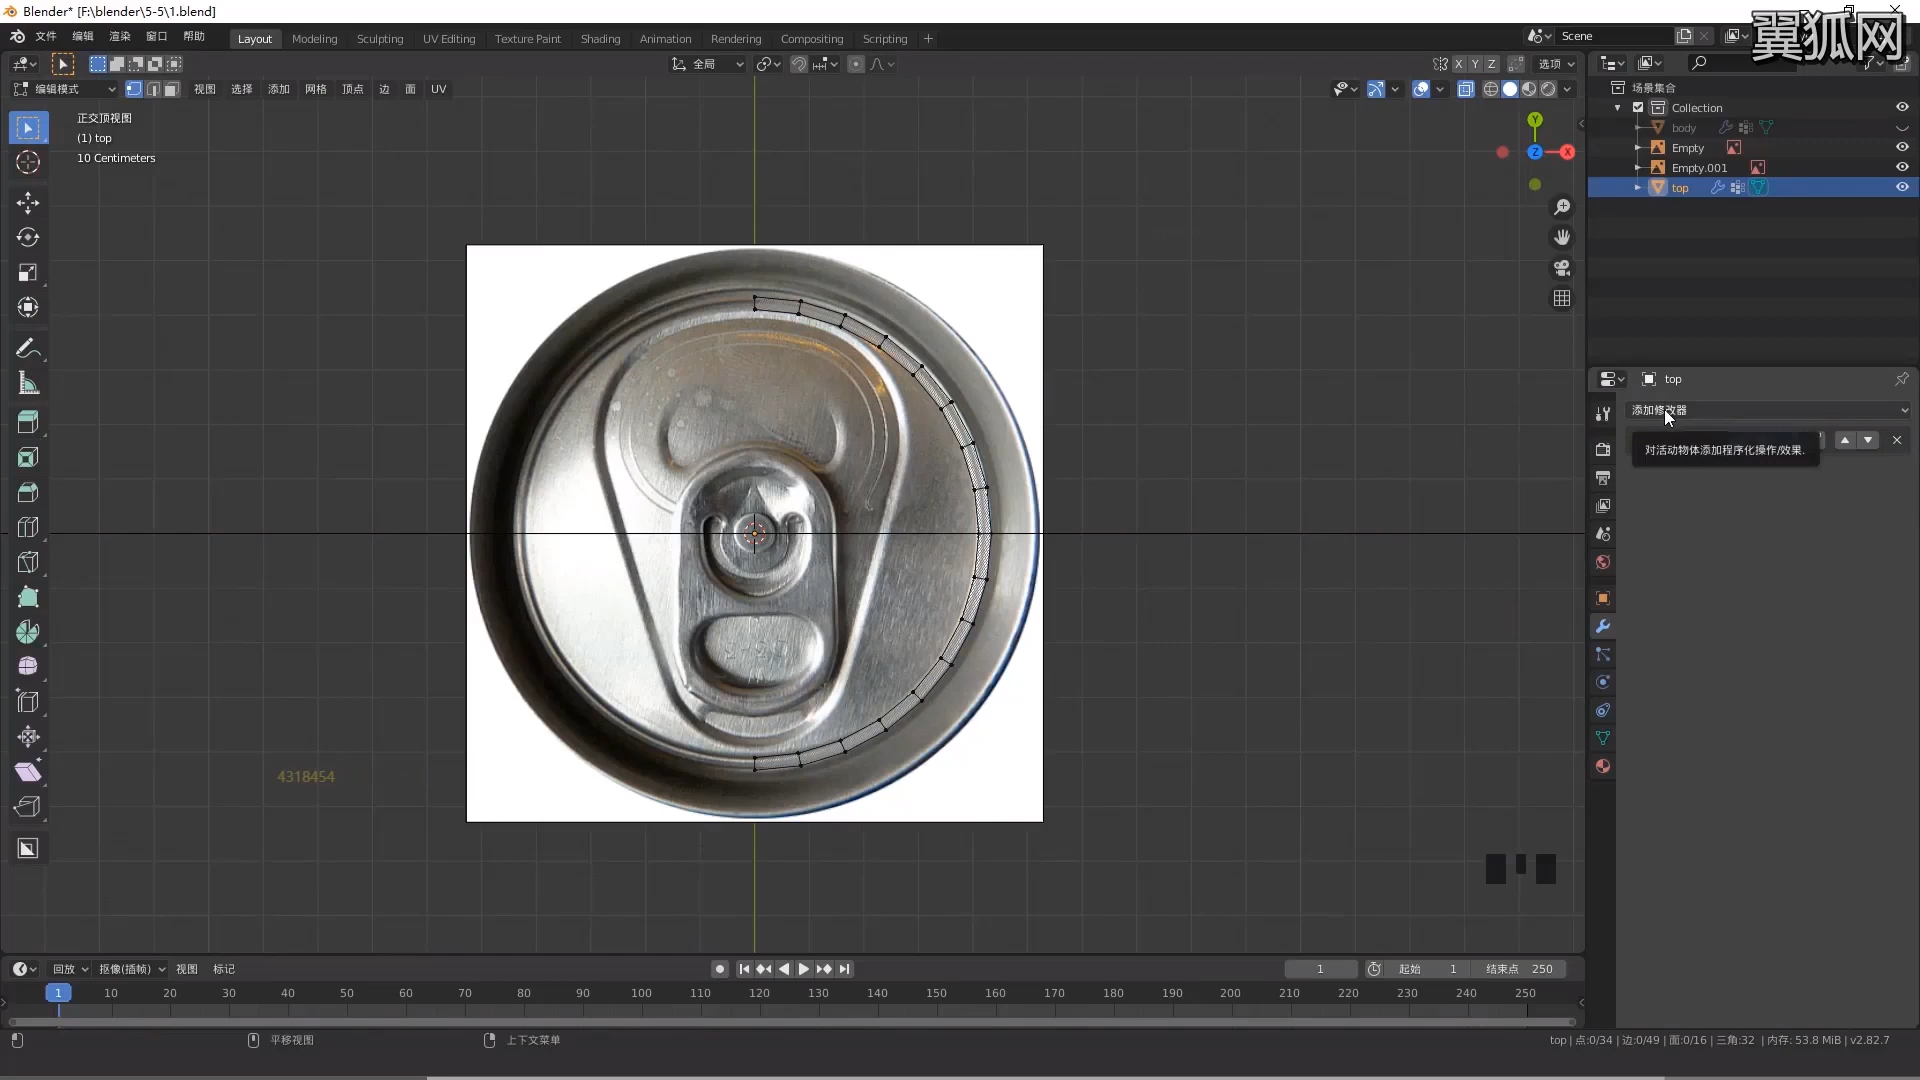 Blender* [F:\blender\5-5\1.blend]
翼狐网
文件 编辑 渲染 窗口 帮助 Layout Modeling Sculpting UV Editing Texture Paint Shading Animation Rendering Compositing Scripting + Scene
全局 X Y Z 选项
编辑模式 视图 选择 添加 网格 顶点 边 面 UV
正交顶视图
(1) top
10 Centimeters
Y
Z X
场景集合
Collection
body
Empty
Empty.001
top
top
添加修改器
对活动物体添加程序化操作/效果.
4318454
回放 抠像(插帧) 视图 标记 1 起始 1 结束点 250
1 10 20 30 40 50 60 70 80 90 100 110 120 130 140 150 160 170 180 190 200 210 220 230 240 250
平移视图 上下文菜单 top | 点:0/34 | 边:0/49 | 面:0/16 | 三角:32 | 内存: 53.8 MiB | v2.82.7